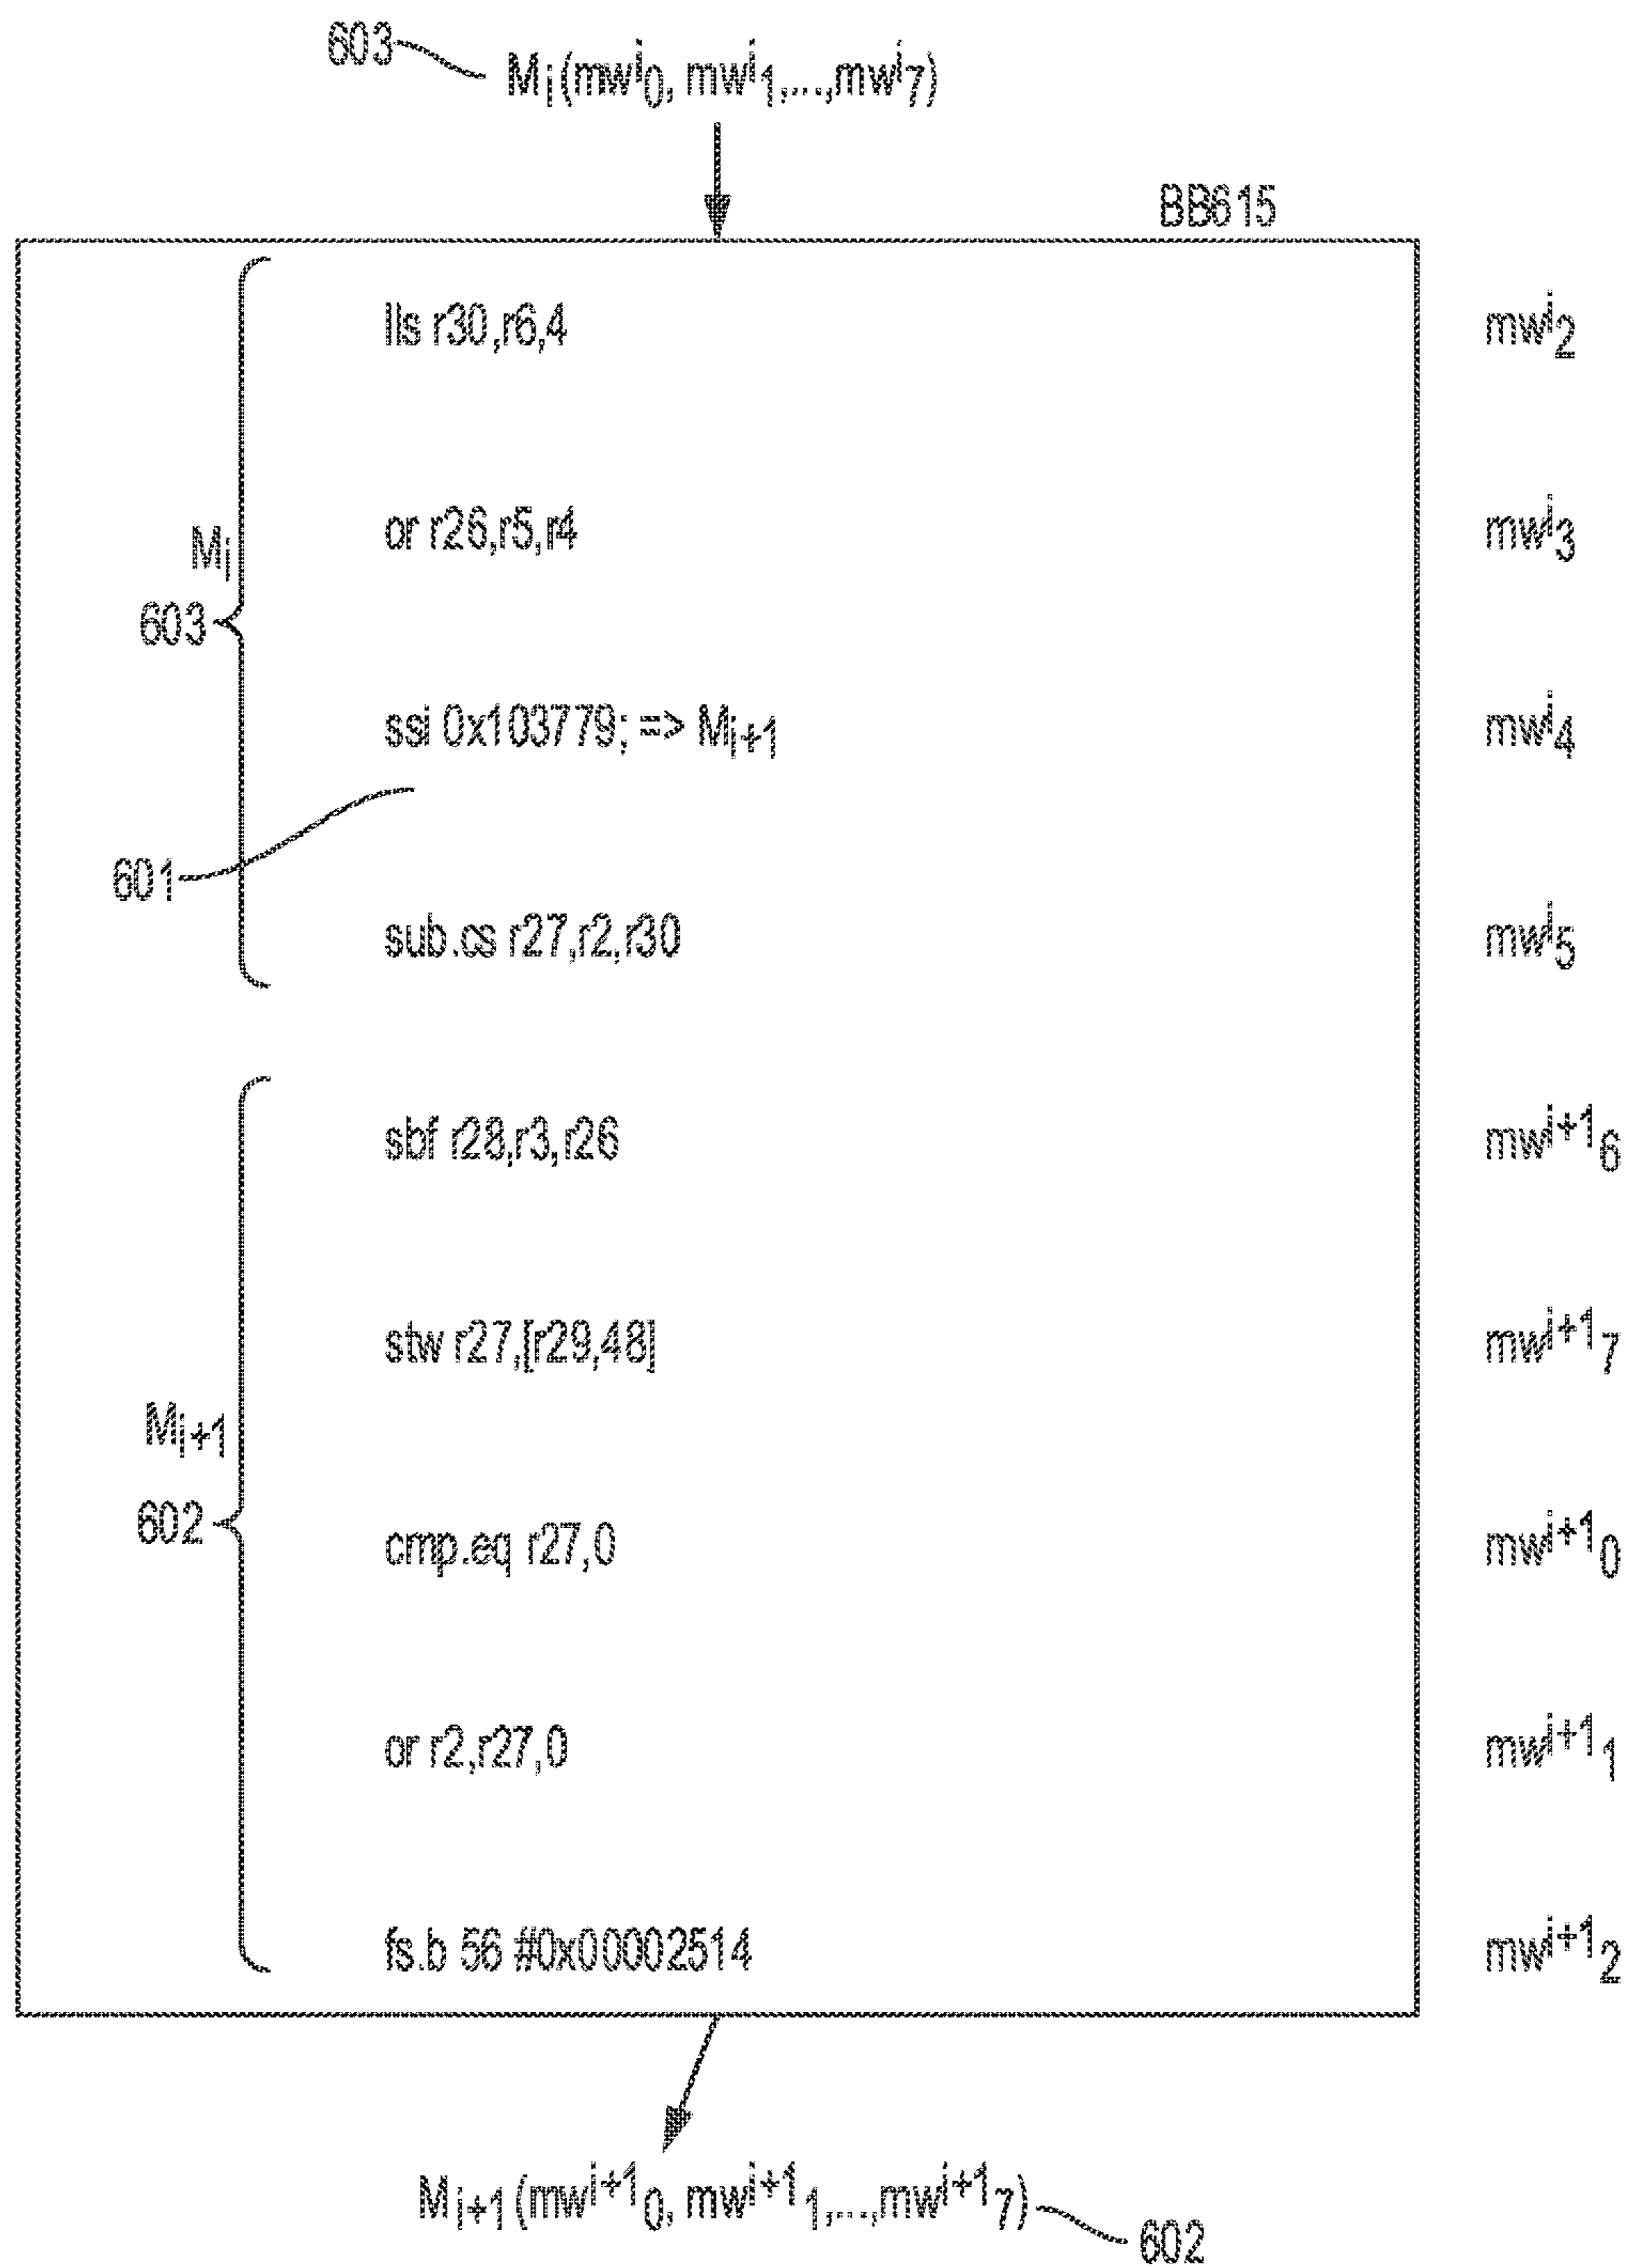 603
Mi(mwi0, mwi1,...,mwi7)
BB615
lls r30,r6,4 mwi2
or r26,r5,r4 mwi3
Mi
603
ssi 0x103779; => Mi+1 mwi4
601
sub.cs r27,r2,r30 mwi5
sbf r28,r3,r26 mwi+16
stw r27,[r29,48] mwi+17
Mi+1
602
cmp.eq r27,0 mwi+10
or r2,r27,0 mwi+11
fs.b 56 #0x00002514 mwi+12
Mi+1(mwi+10, mwi+11,...,mwi+17)
602